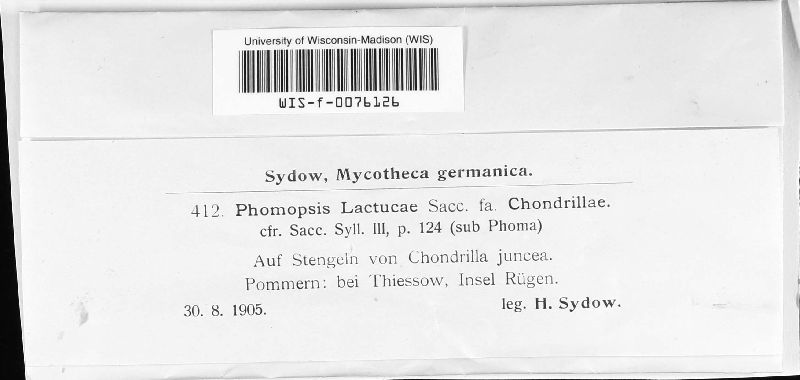 University of Wisconsin-Madison (WIS)
WIS-f-0076126
Sydow, Mycotheca germanica.
412. Phomopsis Lactucae Sacc. fa. Chondrillae.
cfr. Sacc. Syll. III, p. 124 (sub Phoma)
Auf Stengeln von Chondrilla juncea.
Pommern: bei Thiessow, Insel Rügen.
30. 8. 1905. leg. H. Sydow.